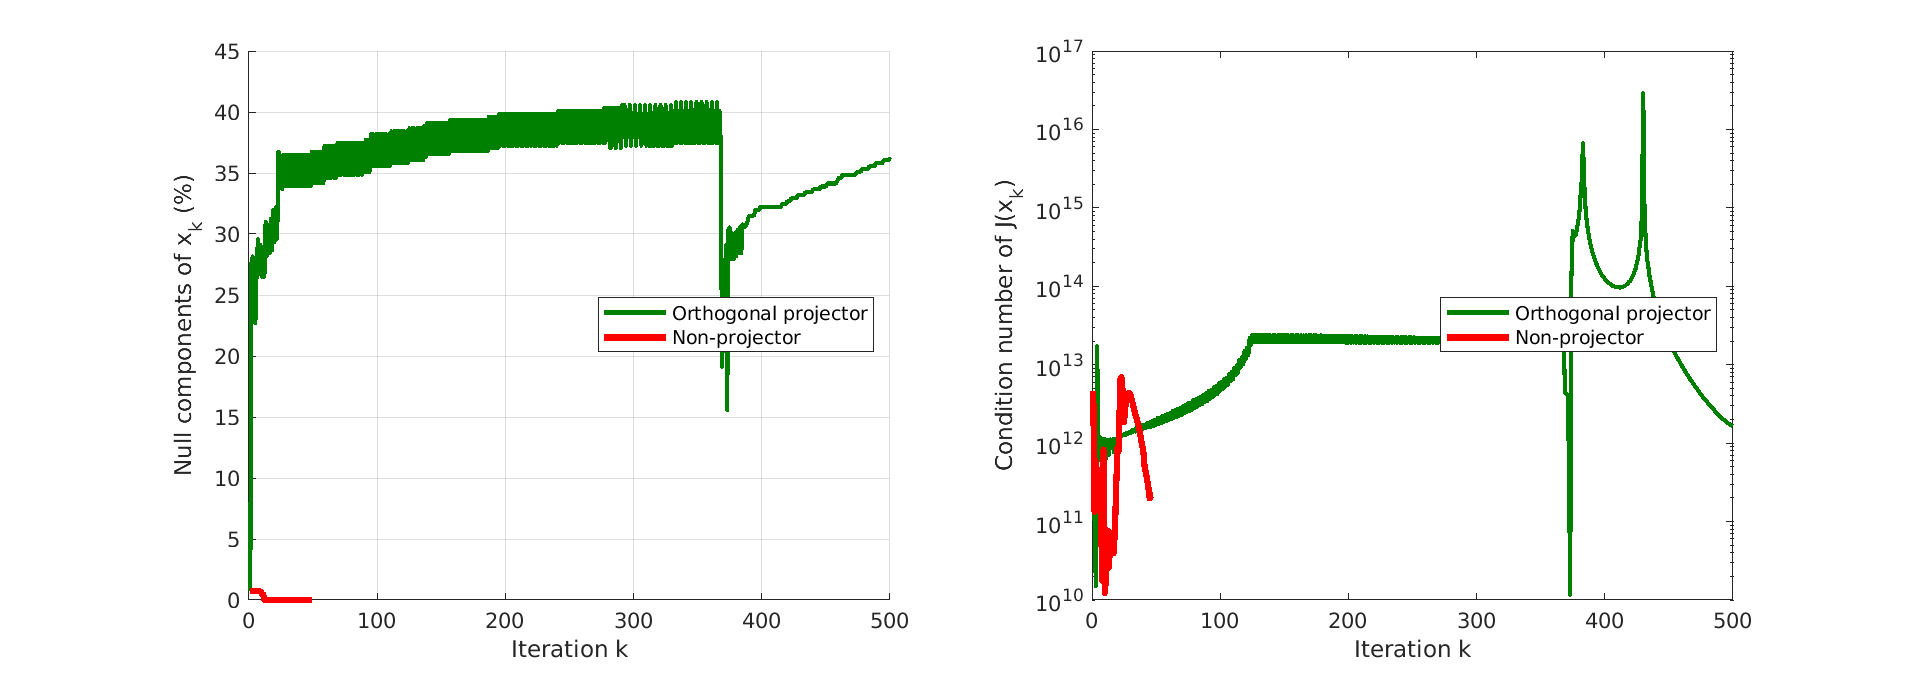 45
40
35
30
25
20
15
10
5
0
Null components of x_k (%)
0 100 200 300 400 500
Iteration k
Orthogonal projector
Non-projector
10^17
10^16
10^15
10^14
10^13
10^12
10^11
10^10
Condition number of J(x_k)
0 100 200 300 400 500
Iteration k
Orthogonal projector
Non-projector